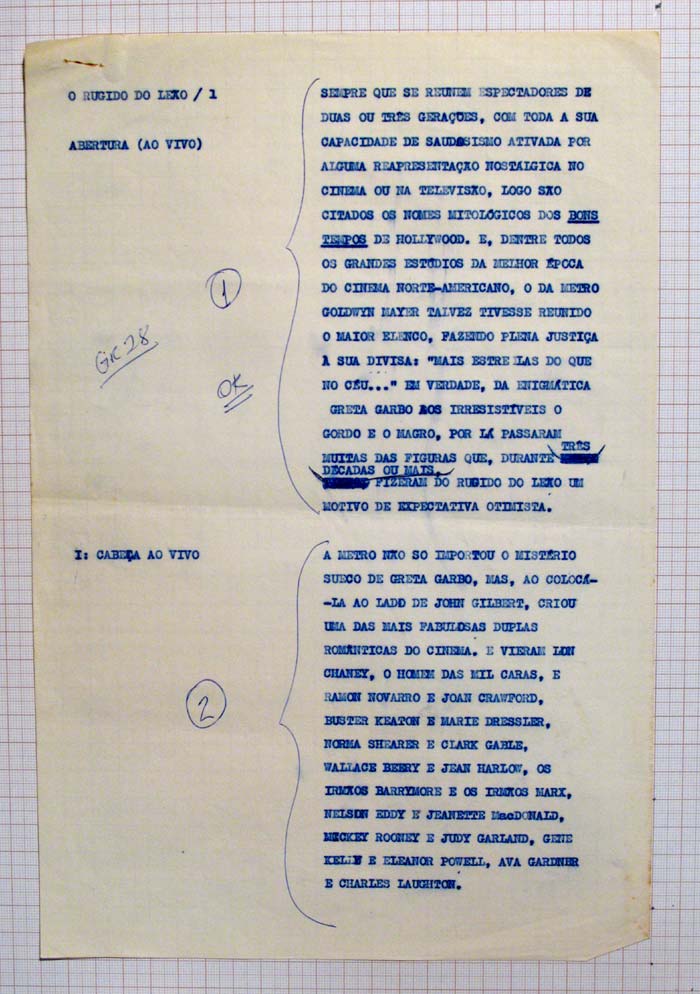 O RUGIDO DO LEXO / 1
ABERTURA (AO VIVO)
1
GK 28
OK
SEMPRE QUE SE REUNEM ESPECTADORES DE
DUAS OU TRÊS GERAÇÕES, COM TODA A SUA
CAPACIDADE DE SAUDOSISMO ATIVADA POR
ALGUMA REAPRESENTAÇXO NOSTÁLGICA NO
CINEMA OU NA TELEVISXO, LOGO SXO
CITADOS OS NOMES MITOLÓGICOS DOS BONS
TEMPOS DE HOLLYWOOD. E, DENTRE TODOS
OS GRANDES ESTÚDIOS DA MELHOR ÉPOCA
DO CINEMA NORTE-AMERICANO, O DA METRO
GOLDWYN MAYER TALVEZ TIVESSE REUNIDO
O MAIOR ELENCO, FAZENDO PLENA JUSTIÇA
À SUA DIVISA: "MAIS ESTRELAS DO QUE
NO CÉU..." EM VERDADE, DA ENIGMÁTICA
GRETA GARBO AOS IRRESISTÍVEIS O
GORDO E O MAGRO, POR LÁ PASSARAM
MUITAS DAS FIGURAS QUE, DURANTE TRÊS
DECADAS OU MAIS,
FIZERAM DO RUGIDO DO LEXO UM
MOTIVO DE EXPECTATIVA OTIMISTA.
I: CABEÇA AO VIVO
2
A METRO NXO SO IMPORTOU O MISTÉRIO
SUECO DE GRETA GARBO, MAS, AO COLOCÁ-
-LA AO LADO DE JOHN GILBERT, CRIOU
UMA DAS MAIS FABULOSAS DUPLAS
ROMÂNTICAS DO CINEMA. E VIERAM LON
CHANEY, O HOMEM DAS MIL CARAS, E
RAMON NOVARRO E JOAN CRAWFORD,
BUSTER KEATON E MARIE DRESSLER,
NORMA SHEARER E CLARK GABLE,
WALLACE BEERY E JEAN HARLOW, OS
IRMXOS BARRYMORE E OS IRMXOS MARX,
NELSON EDDY E JEANETTE MacDONALD,
MICKEY ROONEY E JUDY GARLAND, GENE
KELLY E ELEANOR POWELL, AVA GARDNER
E CHARLES LAUGHTON.